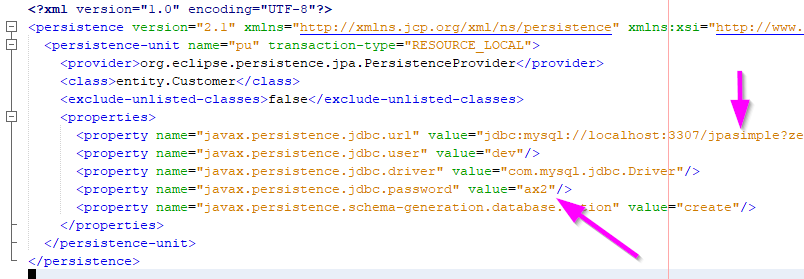 <?xml version="1.0" encoding="UTF-8"?>
<persistence version="2.1" xmlns="http://xmlns.jcp.org/xml/ns/persistence" xmlns:xsi="http://www.
<persistence-unit name="pu" transaction-type="RESOURCE_LOCAL">
<provider>org.eclipse.persistence.jpa.PersistenceProvider</provider>
<class>entity.Customer</class>
<exclude-unlisted-classes>false</exclude-unlisted-classes>
<properties>
<property name="javax.persistence.jdbc.url" value="jdbc:mysql://localhost:3307/jpasimple?ze
<property name="javax.persistence.jdbc.user" value="dev"/>
<property name="javax.persistence.jdbc.driver" value="com.mysql.jdbc.Driver"/>
<property name="javax.persistence.jdbc.password" value="ax2"/>
<property name="javax.persistence.schema-generation.database. tion" value="create"/>
</properties>
</persistence-unit>
</persistence>